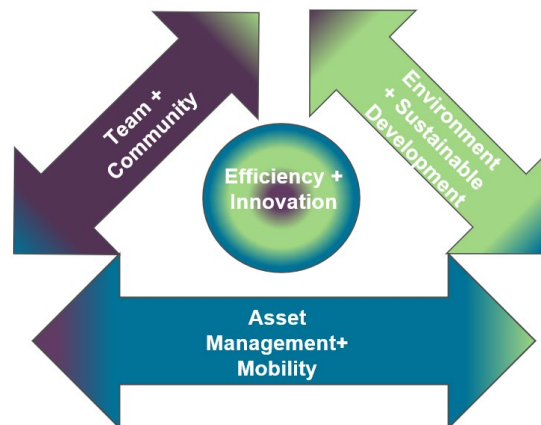 Team +
Community
Environment
+ Sustainable
Development
Efficiency +
Innovation
Asset
Management+
Mobility